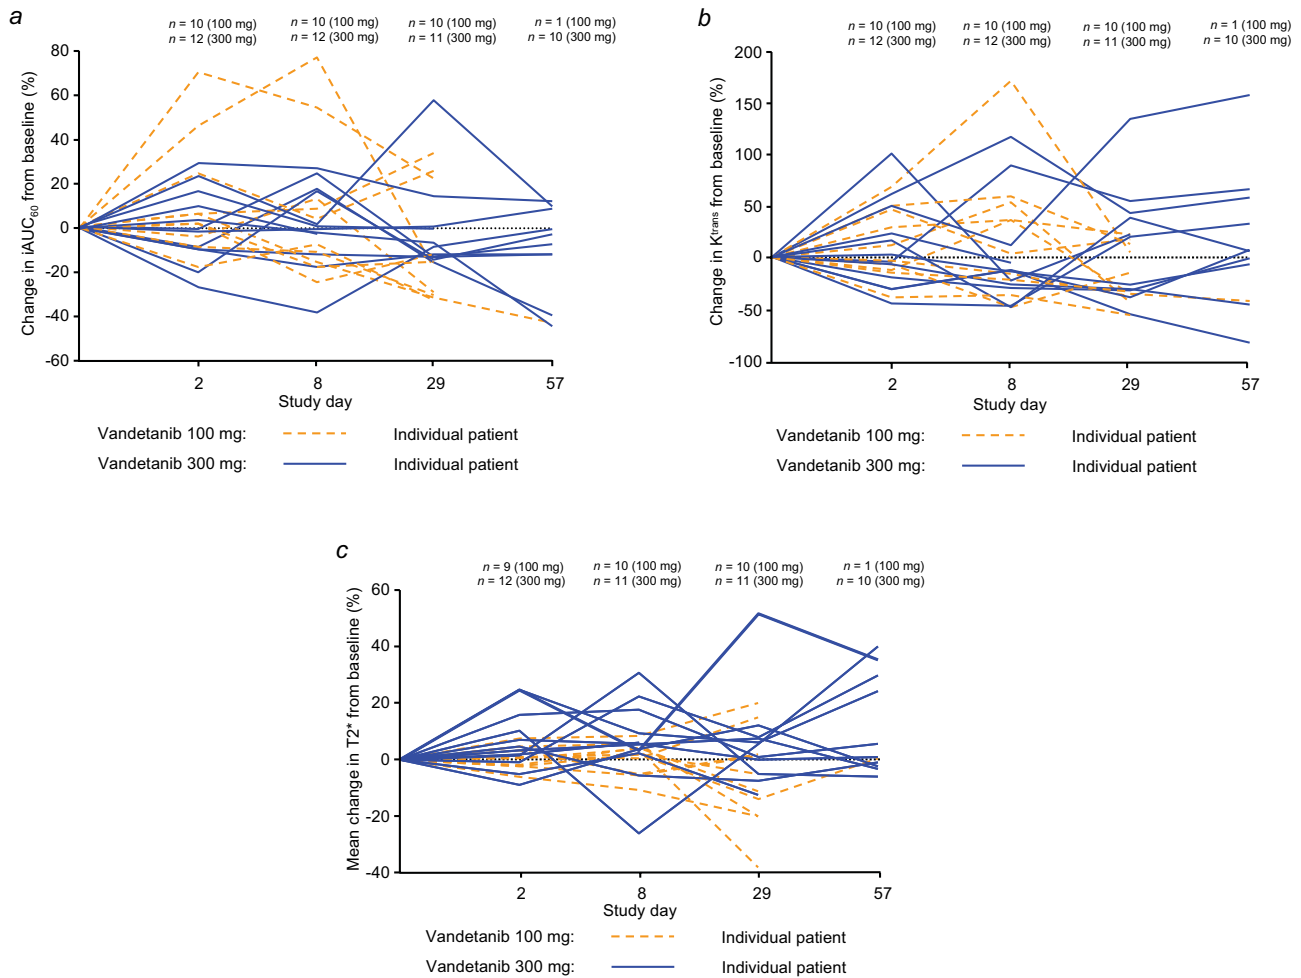 a
n = 10 (100 mg)
n = 12 (300 mg)
n = 10 (100 mg)
n = 12 (300 mg)
n = 10 (100 mg)
n = 11 (300 mg)
n = 1 (100 mg)
n = 10 (300 mg)
Change in iAUC60 from baseline (%)
80
60
40
20
0
-20
-40
-60
2
8
29
57
Study day
Vandetanib 100 mg: Individual patient
Vandetanib 300 mg: Individual patient
b
n = 10 (100 mg)
n = 12 (300 mg)
n = 10 (100 mg)
n = 12 (300 mg)
n = 10 (100 mg)
n = 11 (300 mg)
n = 1 (100 mg)
n = 10 (300 mg)
Change in Ktrans from baseline (%)
200
150
100
50
0
-50
-100
2
8
29
57
Study day
Vandetanib 100 mg: Individual patient
Vandetanib 300 mg: Individual patient
c
n = 9 (100 mg)
n = 12 (300 mg)
n = 10 (100 mg)
n = 11 (300 mg)
n = 10 (100 mg)
n = 11 (300 mg)
n = 1 (100 mg)
n = 10 (300 mg)
Mean change in T2* from baseline (%)
60
40
20
0
-20
-40
2
8
29
57
Study day
Vandetanib 100 mg: Individual patient
Vandetanib 300 mg: Individual patient